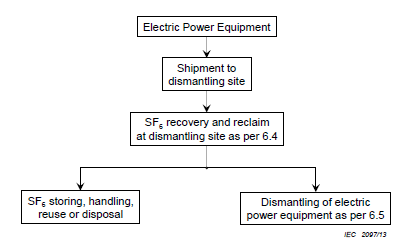 Electric Power Equipment
Shipment to
dismantling site
SF₆ recovery and reclaim
at dismantling site as per 6.4
SF₆ storing, handling,
reuse or disposal
Dismantling of electric
power equipment as per 6.5
IEC 2097/13